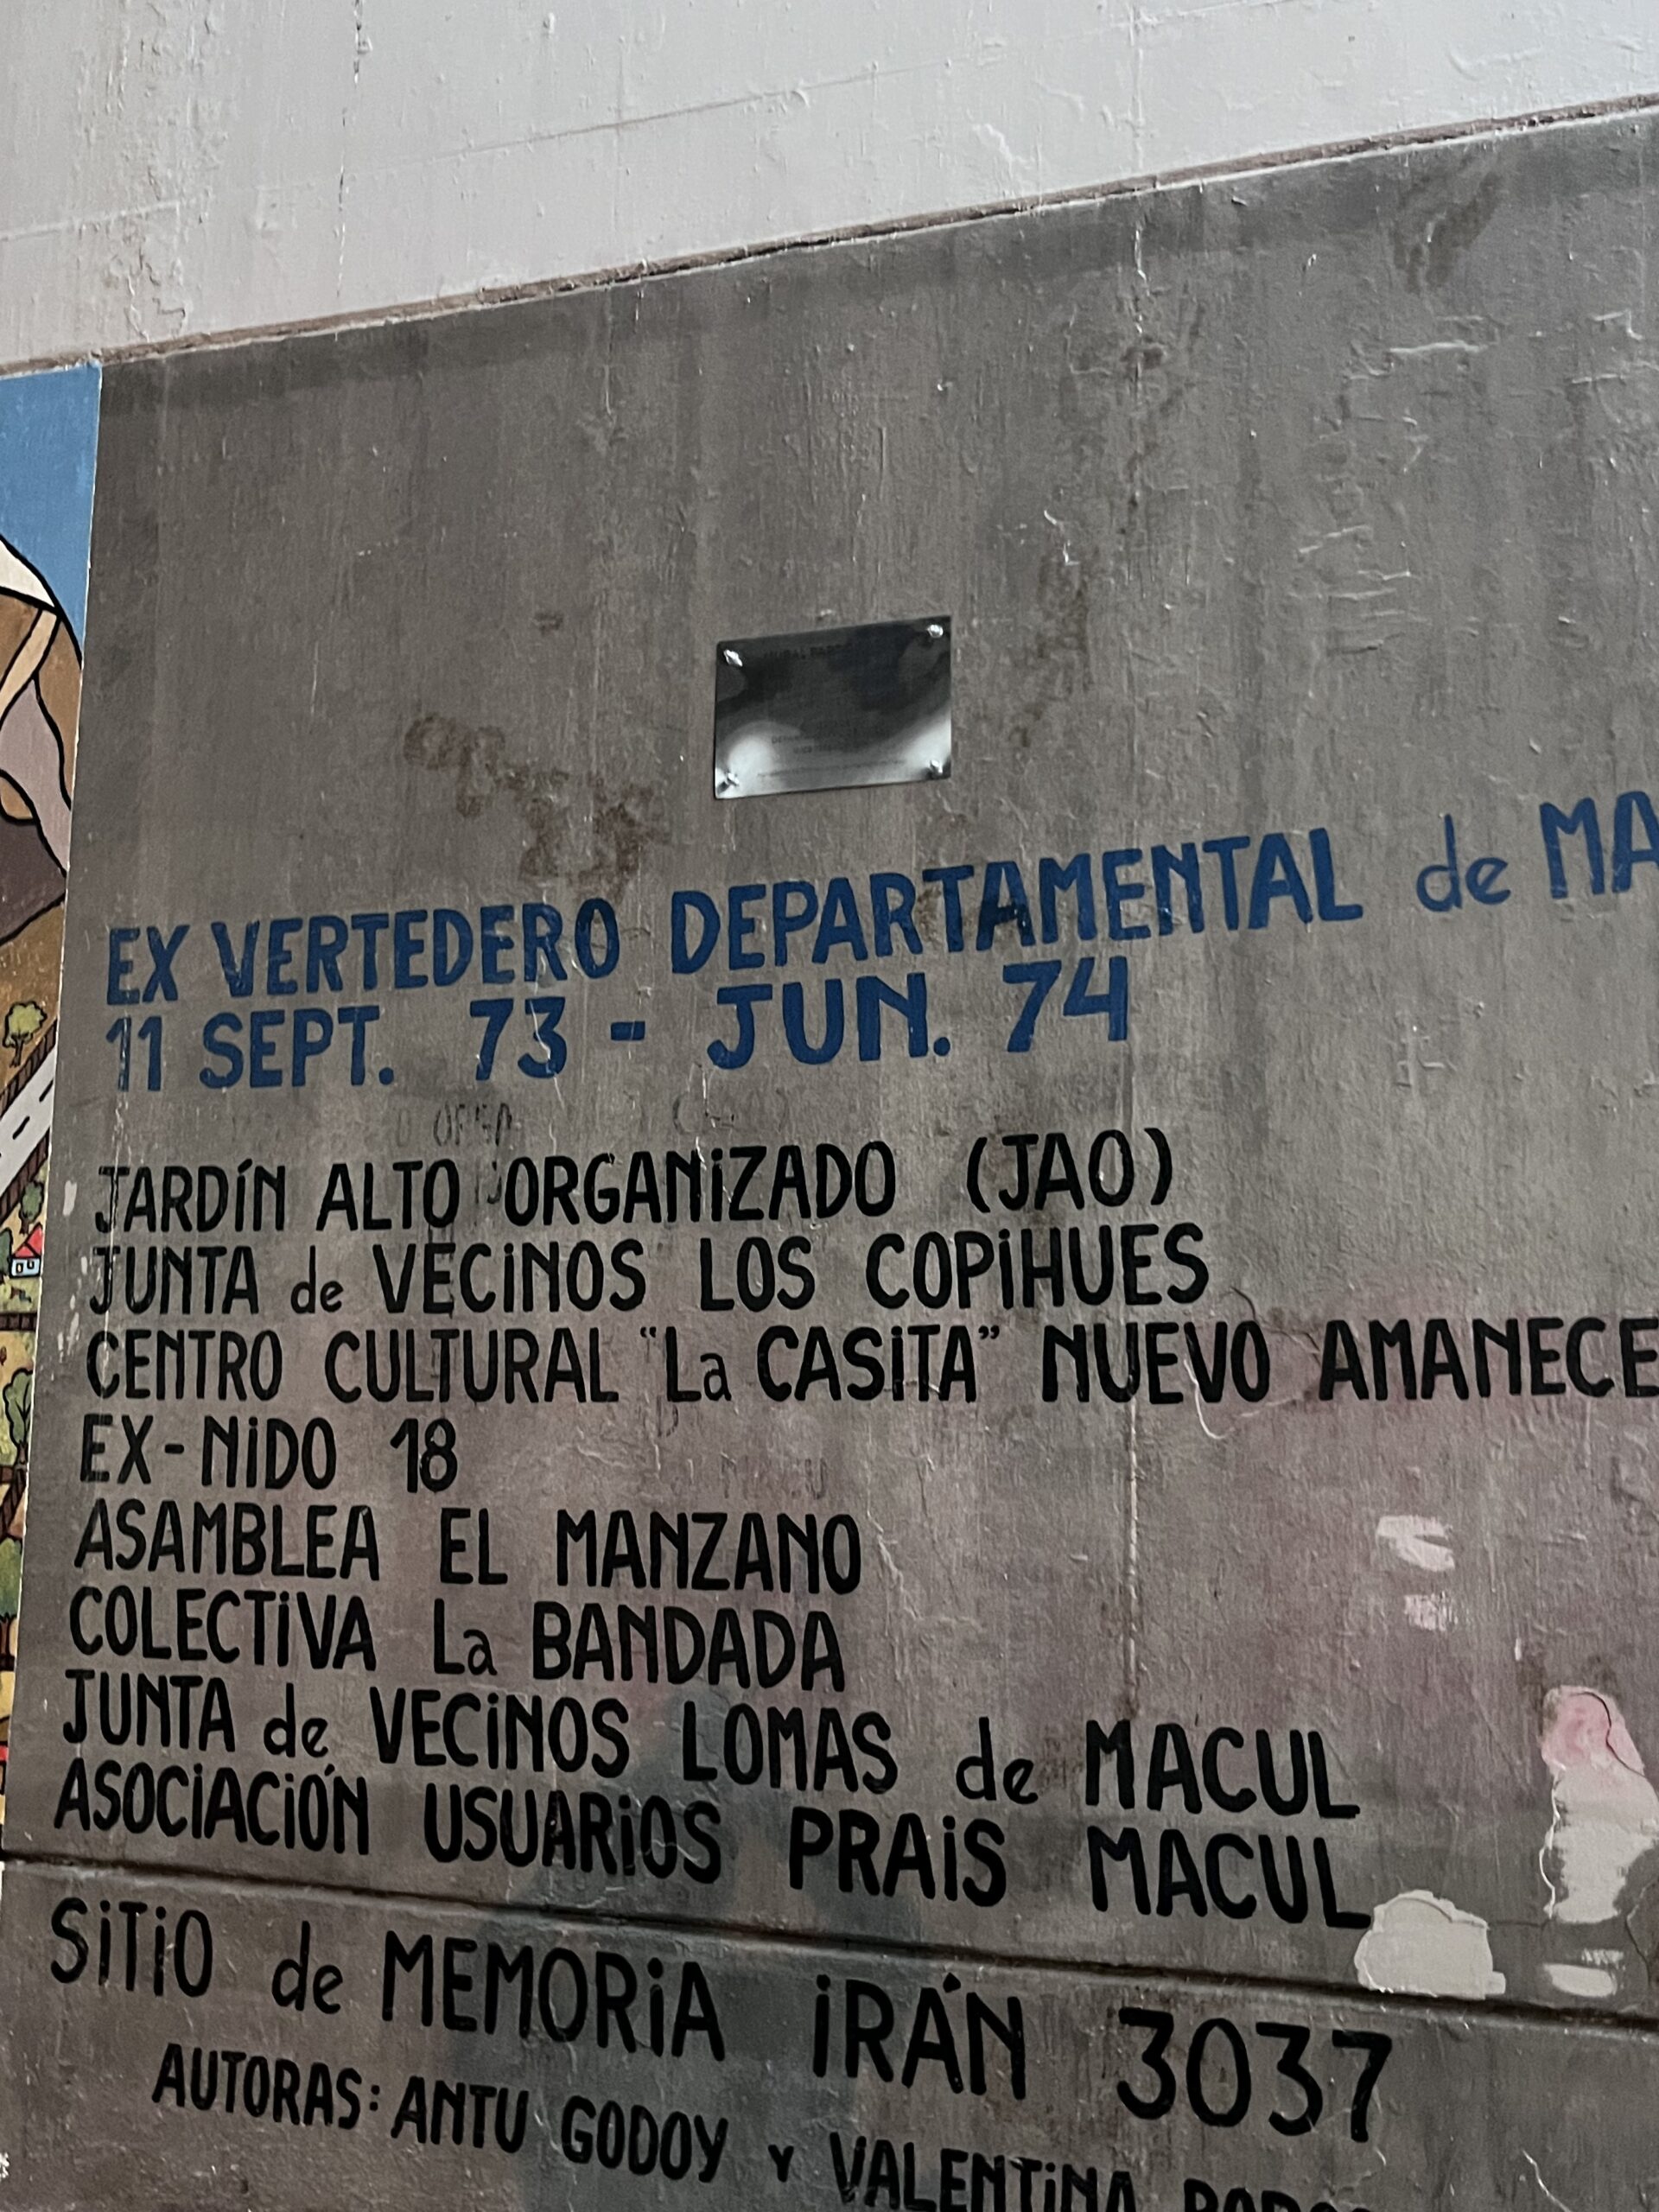 EX VERTEDERO DEPARTAMENTAL de MA
11 SEPT. 73 - JUN. 74
JARDÍN ALTO ORGANiZADO (JAO)
JUNTA de VECiNOS LOS COPiHUES
CENTRO CULTURAL "La CASiTA" NUEVO AMANECE
EX-NiDO 18
ASAMBLEA EL MANZANO
COLECTiVA La BANDADA
JUNTA de VECiNOS LOMAS de MACUL
ASOCiACiÓN USUARiOS PRAiS MACUL
SiTiO de MEMORiA iRÁN 3037
AUTORAS: ANTU GODOY Y VALENTiNA